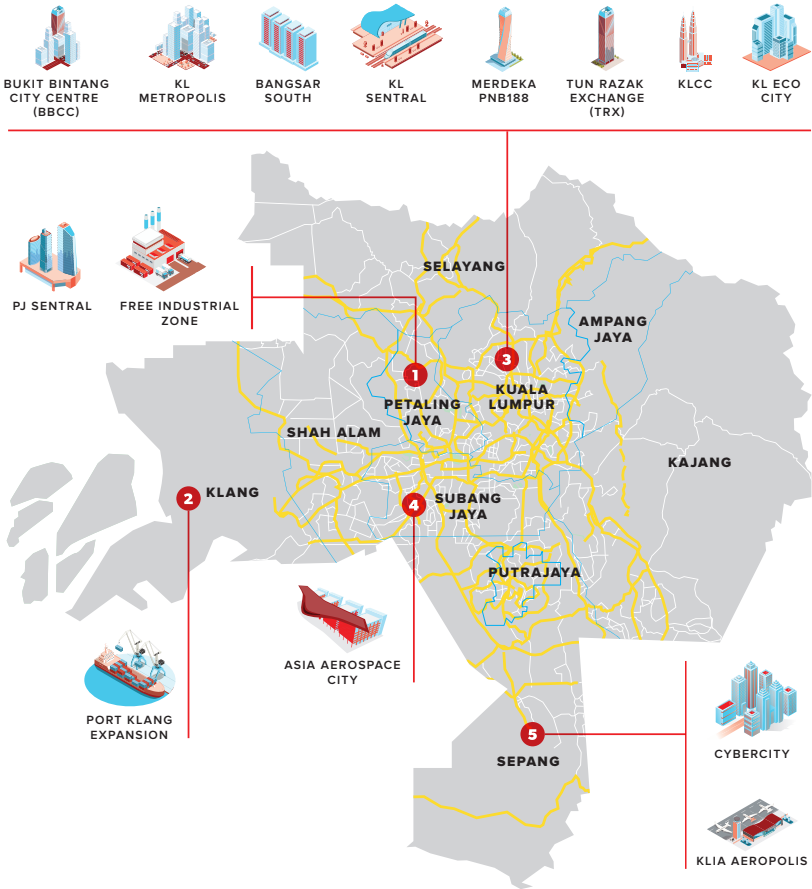 BUKIT BINTANG
CITY CENTRE
(BBCC)
KL
METROPOLIS
BANGSAR
SOUTH
KL
SENTRAL
MERDEKA
PNB188
TUN RAZAK
EXCHANGE
(TRX)
KLCC
KL ECO
CITY
PJ SENTRAL
FREE INDUSTRIAL
ZONE
SELAYANG
AMPANG
JAYA
3
1
KUALA
LUMPUR
PETALING
JAYA
SHAH ALAM
KAJANG
2
KLANG
4
SUBANG
JAYA
PUTRAJAYA
ASIA AEROSPACE
CITY
PORT KLANG
EXPANSION
5
SEPANG
CYBERCITY
KLIA AEROPOLIS